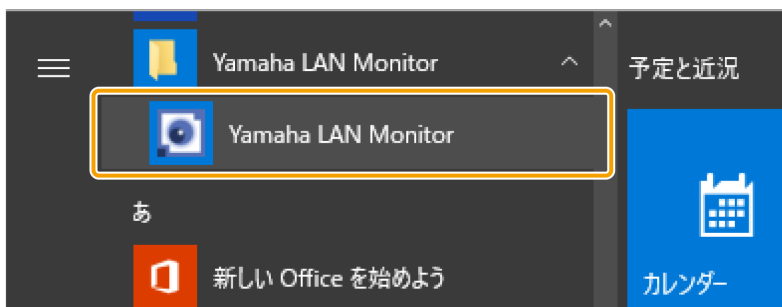 Yamaha LAN Monitor
予定と近況
Yamaha LAN Monitor
あ
新しい Office を始めよう
カレンダー